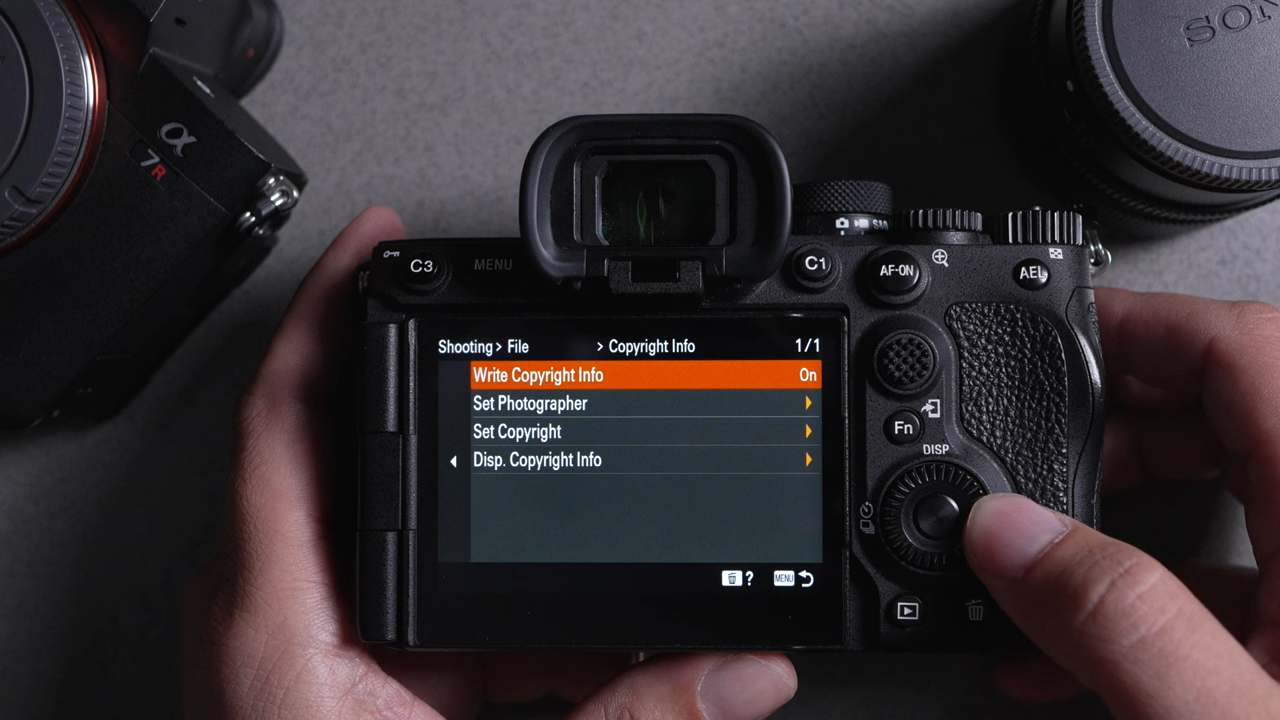 SON
α
7R
S&Q
C3
MENU
C1
AF-ON
AEL
Shooting> File > Copyright Info 1/1
Write Copyright Info On
Set Photographer
Set Copyright
Disp. Copyright Info
Fn
DISP
? MENU